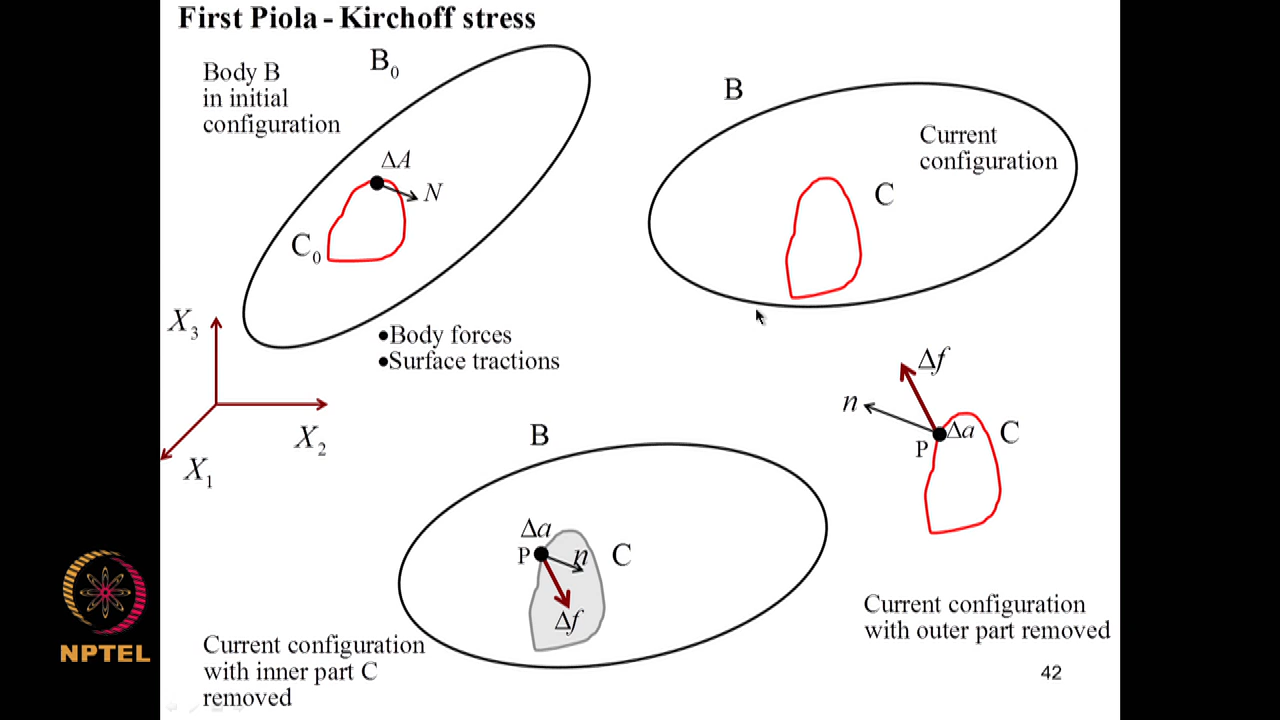 First Piola - Kirchoff stress
B₀
Body B
in initial
configuration
ΔA
N
C₀
X₃
X₂
X₁
•Body forces
•Surface tractions
B
Current
configuration
C
Δf
n
Δa
P
C
Current configuration
with outer part removed
B
Δa
P
n
C
Δf
Current configuration
with inner part C
removed
42
NPTEL